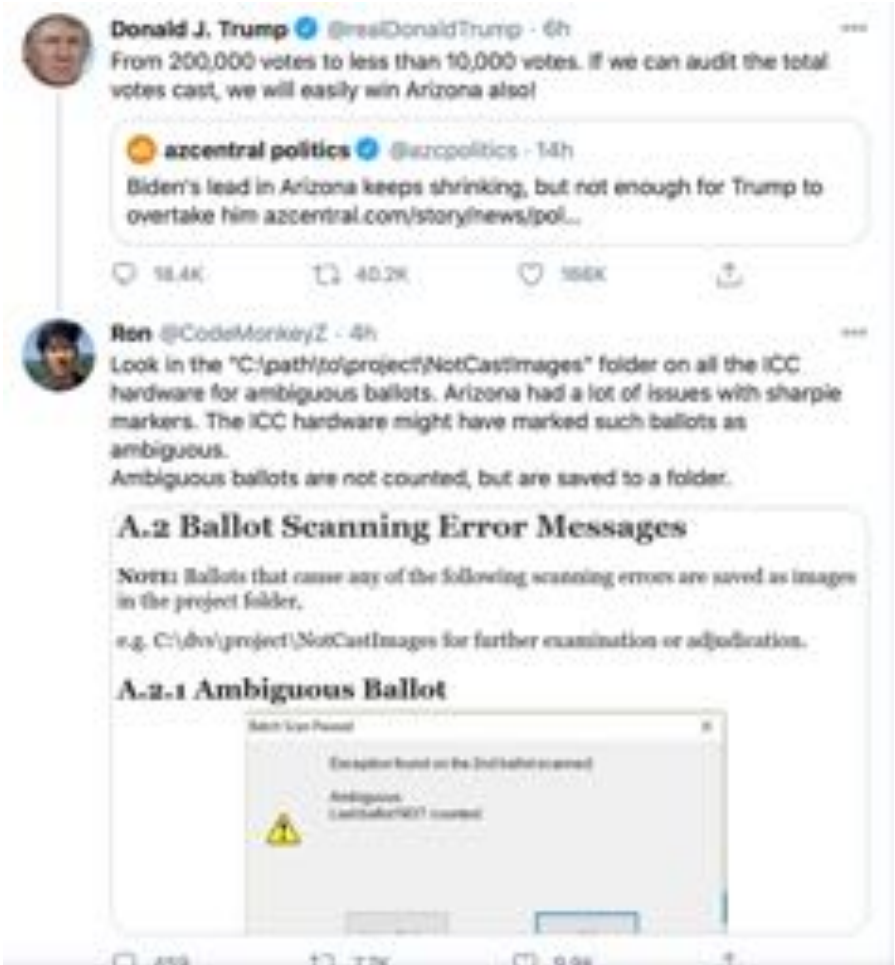 Donald J. Trump @realDonaldTrump · 6h
From 200,000 votes to less than 10,000 votes. If we can audit the total
votes cast, we will easily win Arizona also!
azcentral politics @azcpolitics · 14h
Biden's lead in Arizona keeps shrinking, but not enough for Trump to
overtake him azcentral.com/story/news/pol...
18.4K 40.2K 166K
Ron @CodeMonkeyZ · 4h
Look in the "C:\path\to\project\NotCastImages" folder on all the ICC
hardware for ambiguous ballots. Arizona had a lot of issues with sharpie
markers. The ICC hardware might have marked such ballots as
ambiguous.
Ambiguous ballots are not counted, but are saved to a folder.
A.2 Ballot Scanning Error Messages
NOTE: Ballots that cause any of the following scanning errors are saved as images
in the project folder,
e.g. C:\dvs\project\NotCastImages for further examination or adjudication.
A.2.1 Ambiguous Ballot
Batch Scan Paused
Exception found on the 2nd ballot scanned
Ambiguous
Last ballot NOT counted
459 7.2K 9.9K